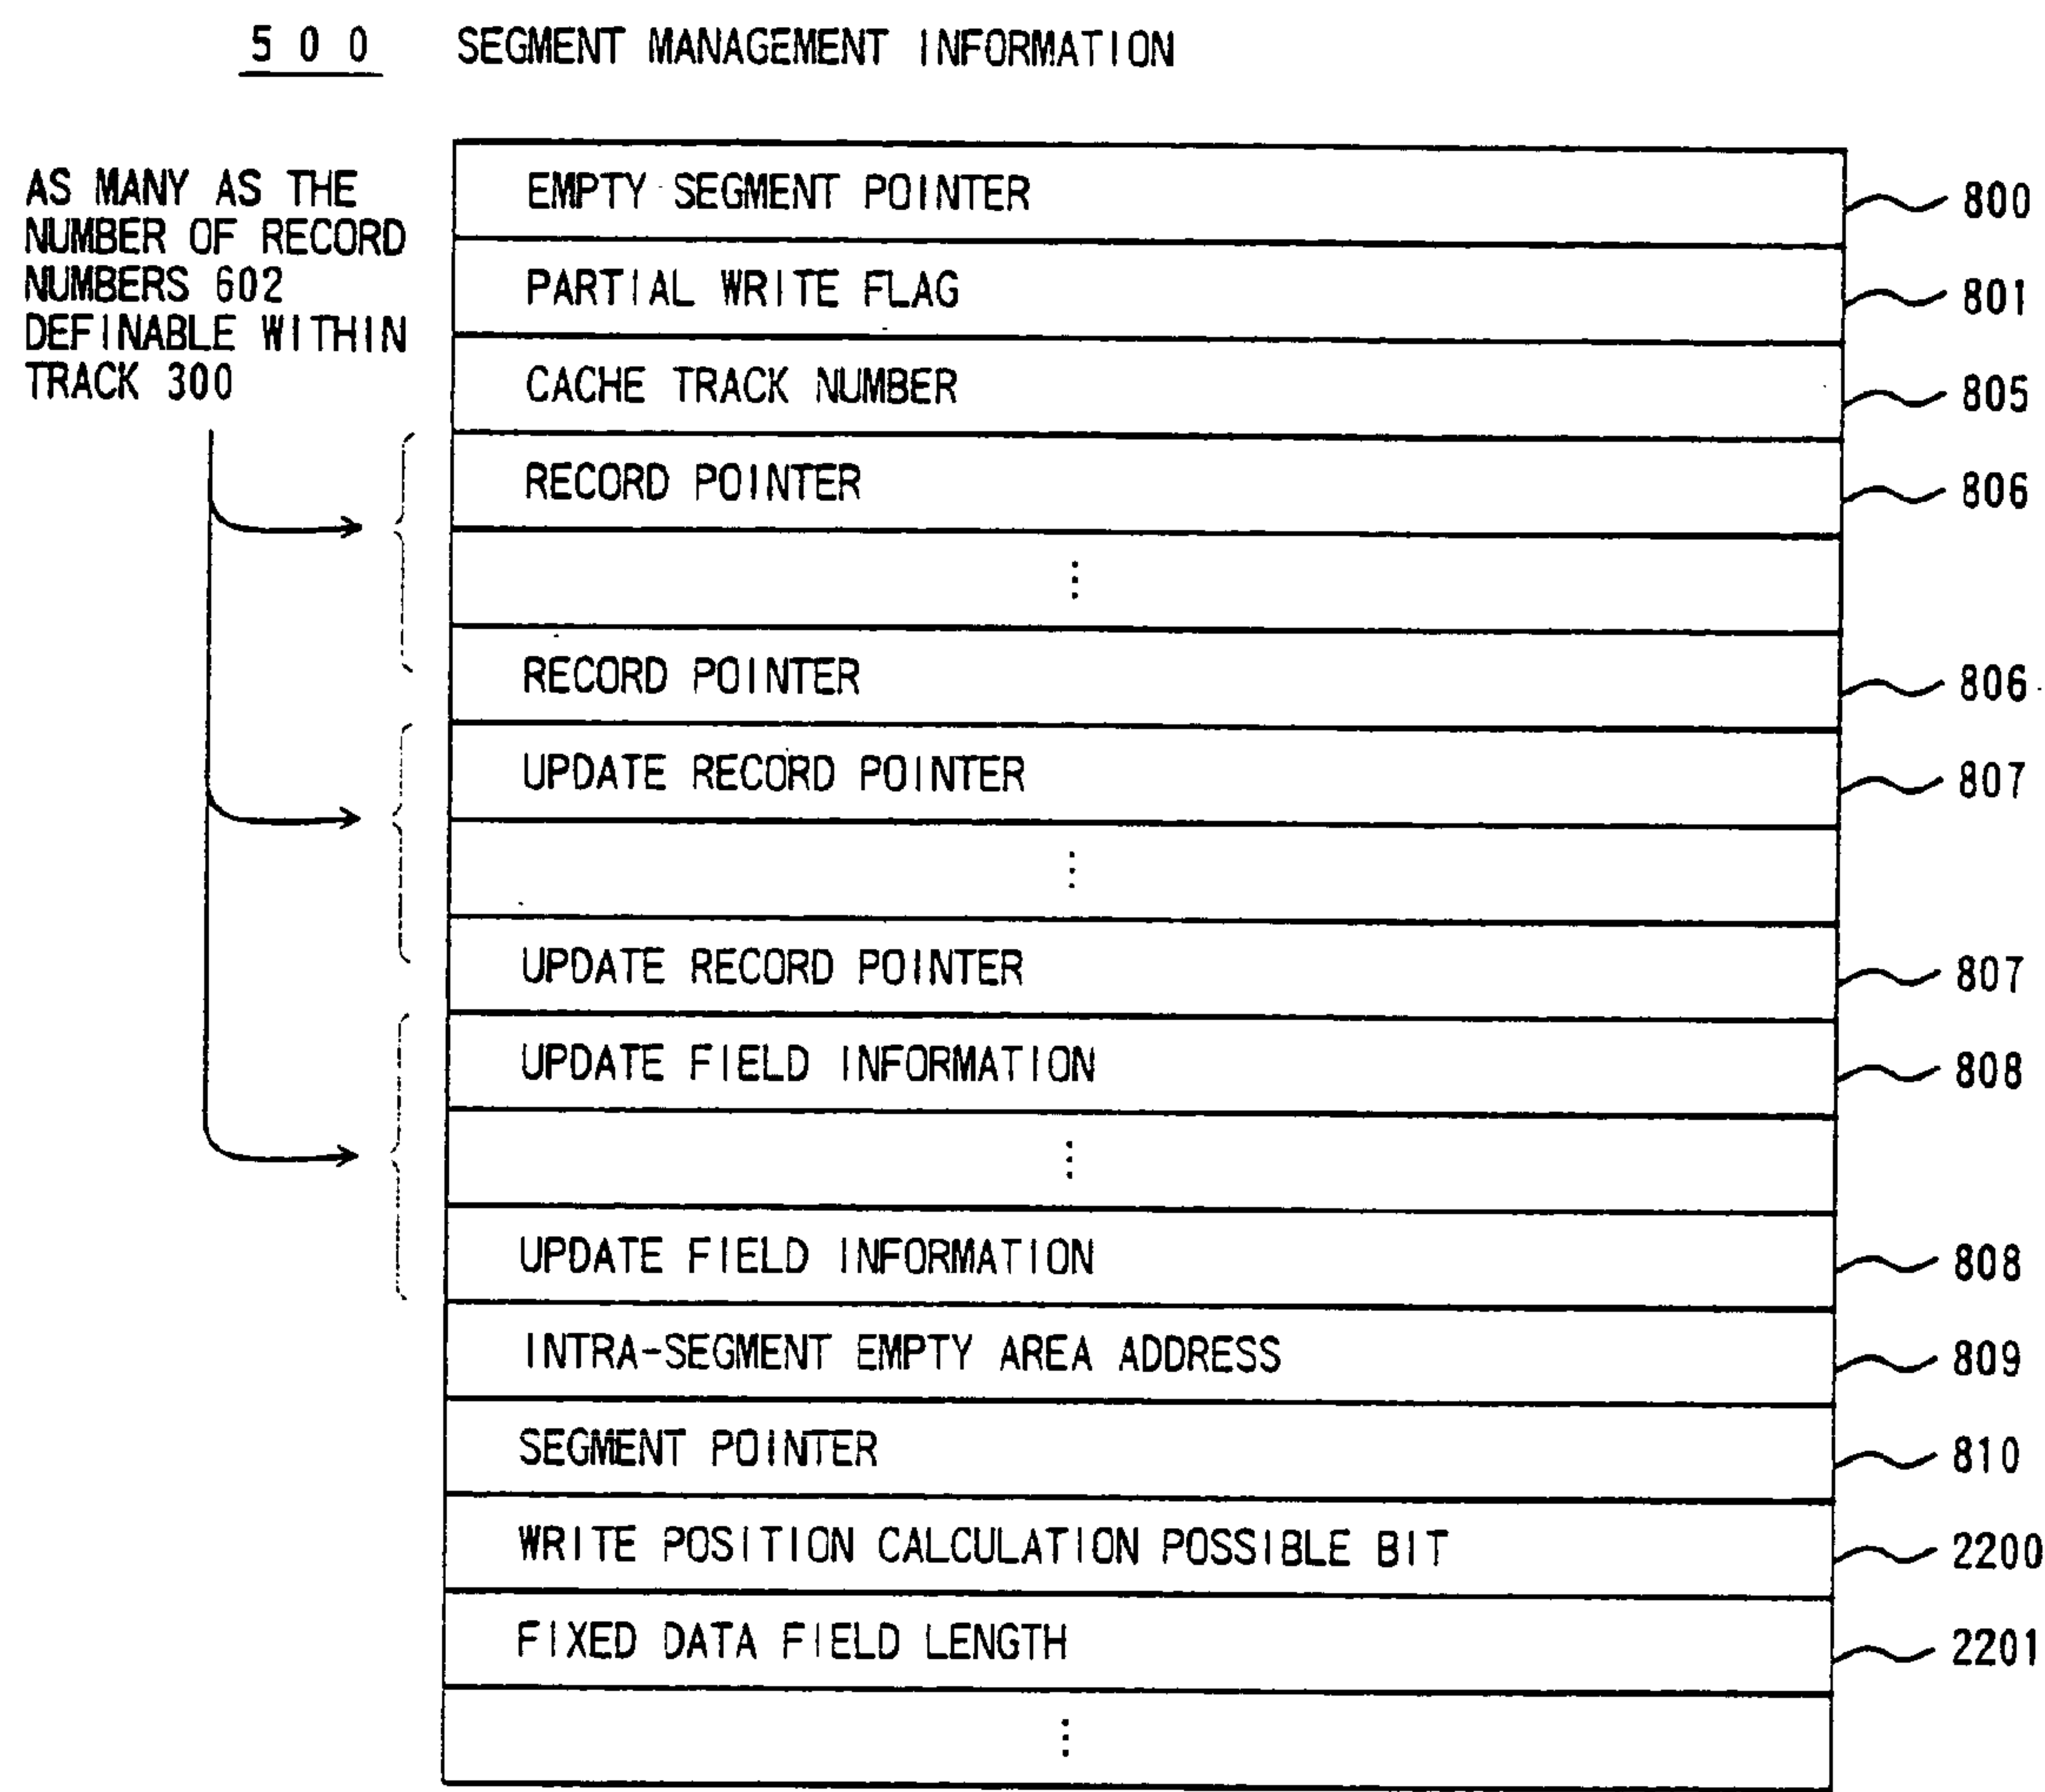 500 SEGMENT MANAGEMENT INFORMATION
AS MANY AS THE
NUMBER OF RECORD
NUMBERS 602
DEFINABLE WITHIN
TRACK 300
EMPTY SEGMENT POINTER 800
PARTIAL WRITE FLAG 801
CACHE TRACK NUMBER 805
RECORD POINTER 806
⋮
RECORD POINTER 806
UPDATE RECORD POINTER 807
⋮
UPDATE RECORD POINTER 807
UPDATE FIELD INFORMATION 808
⋮
UPDATE FIELD INFORMATION 808
INTRA-SEGMENT EMPTY AREA ADDRESS 809
SEGMENT POINTER 810
WRITE POSITION CALCULATION POSSIBLE BIT 2200
FIXED DATA FIELD LENGTH 2201
⋮